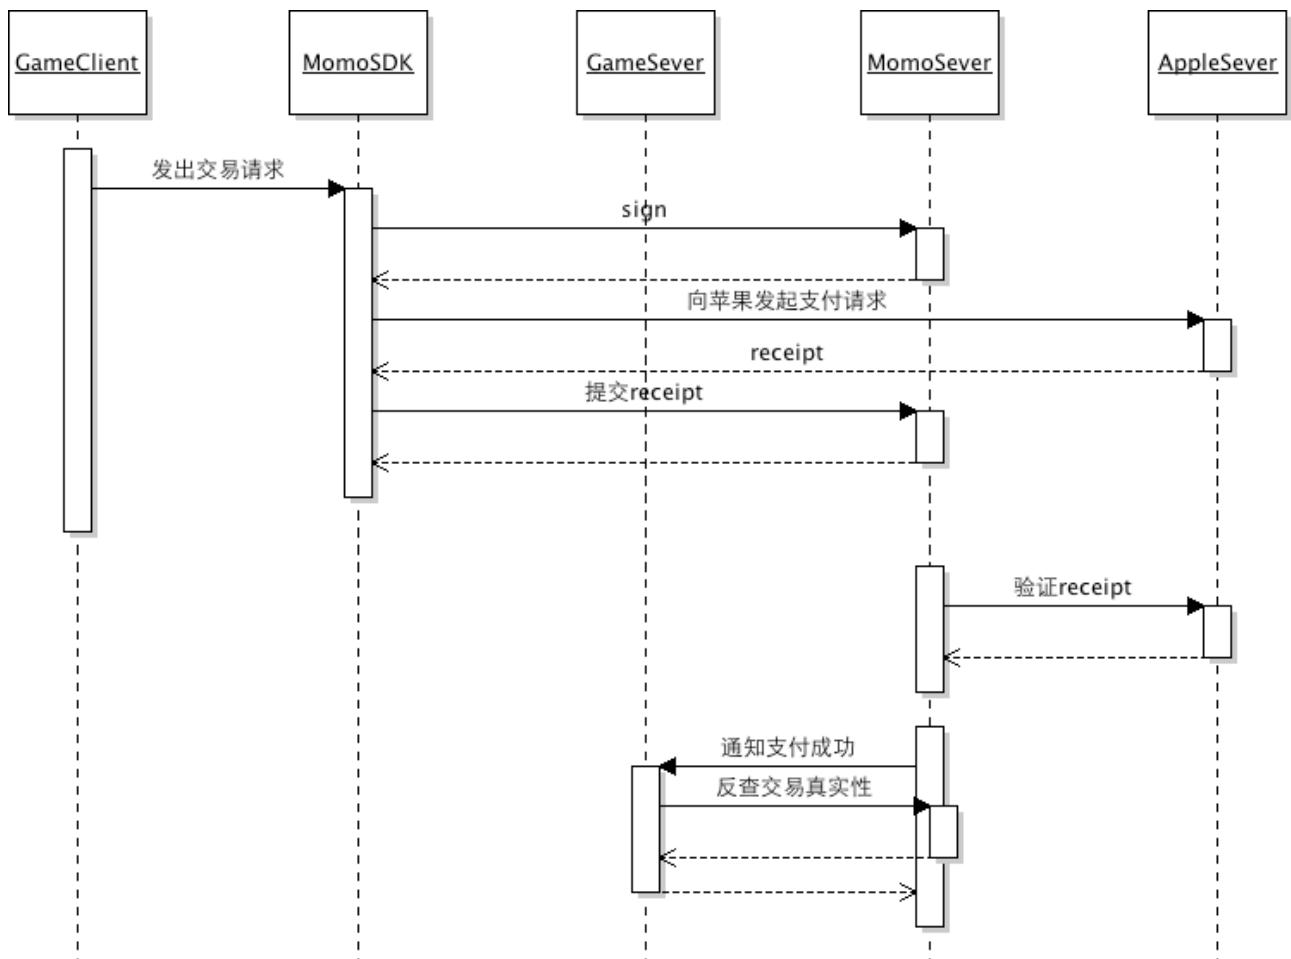 GameClient
MomoSDK
GameSever
MomoSever
AppleSever
发出交易请求
sign
向苹果发起支付请求
receipt
提交receipt
验证receipt
通知支付成功
反查交易真实性